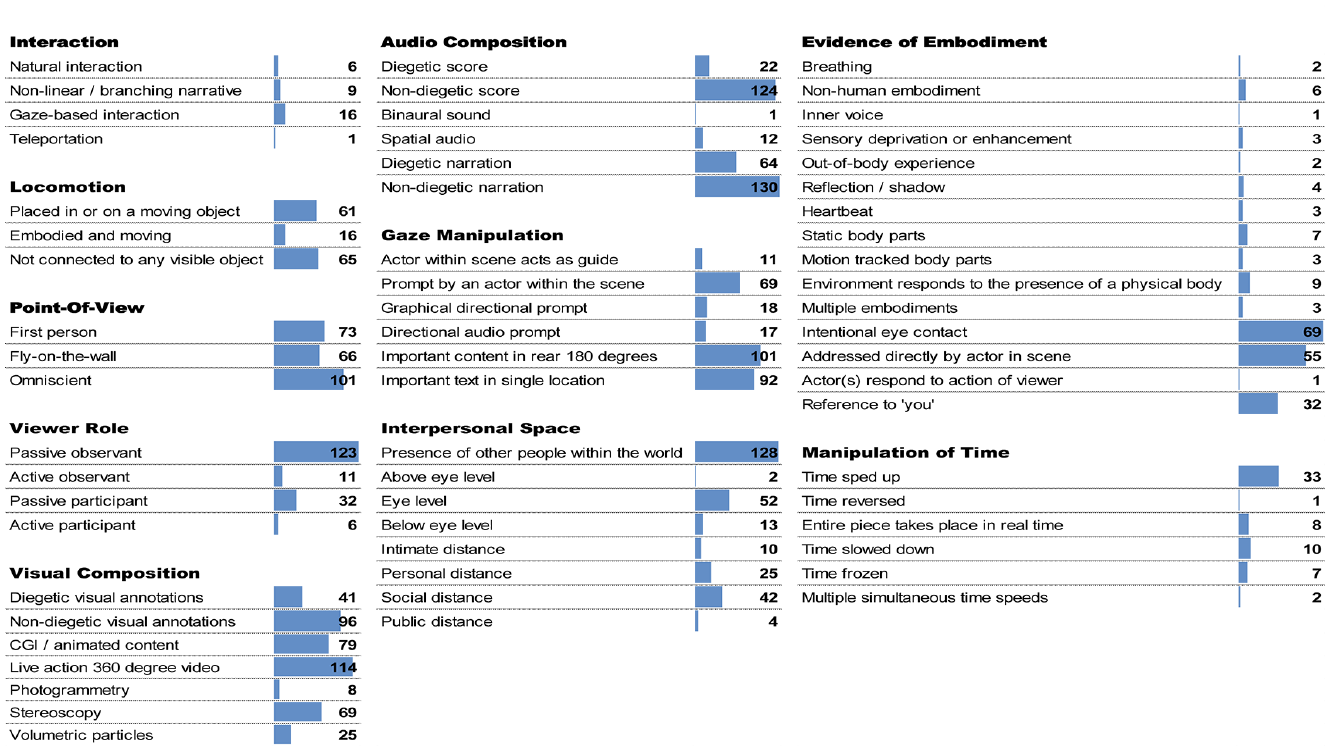 Interaction
Natural interaction 6
Non-linear / branching narrative 9
Gaze-based interaction 16
Teleportation 1
Locomotion
Placed in or on a moving object 61
Embodied and moving 16
Not connected to any visible object 65
Point-Of-View
First person 73
Fly-on-the-wall 66
Omniscient 101
Viewer Role
Passive observant 123
Active observant 11
Passive participant 32
Active participant 6
Visual Composition
Diegetic visual annotations 41
Non-diegetic visual annotations 96
CGI / animated content 79
Live action 360 degree video 114
Photogrammetry 8
Stereoscopy 69
Volumetric particles 25
Audio Composition
Diegetic score 22
Non-diegetic score 124
Binaural sound 1
Spatial audio 12
Diegetic narration 64
Non-diegetic narration 130
Gaze Manipulation
Actor within scene acts as guide 11
Prompt by an actor within the scene 69
Graphical directional prompt 18
Directional audio prompt 17
Important content in rear 180 degrees 101
Important text in single location 92
Interpersonal Space
Presence of other people within the world 128
Above eye level 2
Eye level 52
Below eye level 13
Intimate distance 10
Personal distance 25
Social distance 42
Public distance 4
Evidence of Embodiment
Breathing 2
Non-human embodiment 6
Inner voice 1
Sensory deprivation or enhancement 3
Out-of-body experience 2
Reflection / shadow 4
Heartbeat 3
Static body parts 7
Motion tracked body parts 3
Environment responds to the presence of a physical body 9
Multiple embodiments 3
Intentional eye contact 69
Addressed directly by actor in scene 55
Actor(s) respond to action of viewer 1
Reference to 'you' 32
Manipulation of Time
Time sped up 33
Time reversed 1
Entire piece takes place in real time 8
Time slowed down 10
Time frozen 7
Multiple simultaneous time speeds 2